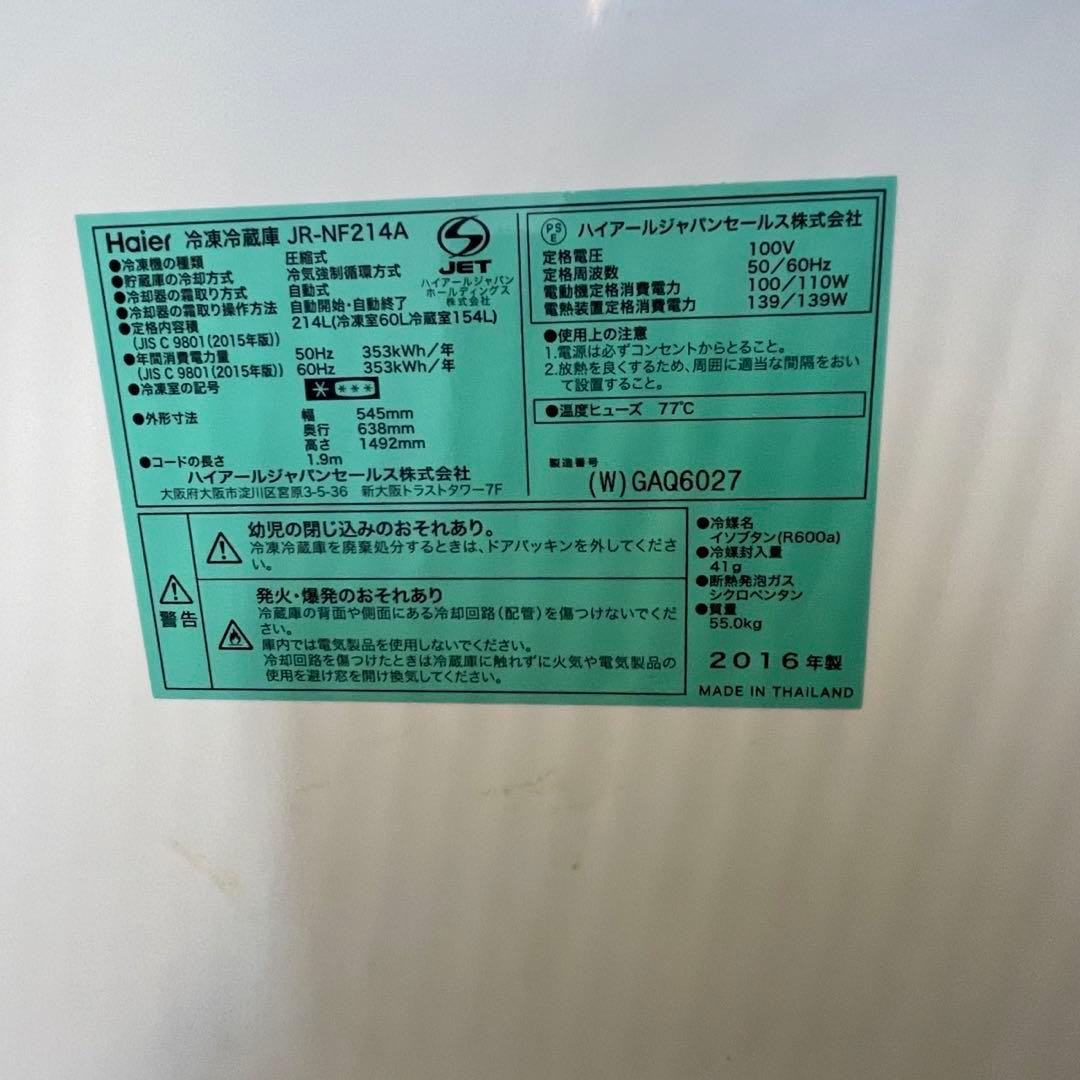 Haier 冷凍冷蔵庫 JR-NF214A
●冷凍機の種類 圧縮式
●貯蔵庫の冷却方式 冷気強制循環方式
●冷却器の霜取り方式 自動式
●冷却器の霜取り操作方法 自動開始・自動終了
●定格内容積 214L(冷凍室60L冷蔵室154L)
(JIS C 9801(2015年版))
●年間消費電力量 50Hz 353kWh/年
(JIS C 9801(2015年版)) 60Hz 353kWh/年
●冷凍室の記号 * ***
●外形寸法 幅 545mm
奥行 638mm
高さ 1492mm
●コードの長さ 1.9m
ハイアールジャパンセールス株式会社
大阪府大阪市淀川区宮原3-5-36 新大阪トラストタワー7F
S
JET
ハイアールジャパン
ホールディングス
株式会社
PSE ハイアールジャパンセールス株式会社
定格電圧 100V
定格周波数 50/60Hz
電動機定格消費電力 100/110W
電熱装置定格消費電力 139/139W
●使用上の注意
1.電源は必ずコンセントからとること。
2.放熱を良くするため、周囲に適当な間隔をおい
て設置すること。
●温度ヒューズ 77℃
製造番号
(W)GAQ6027
警告
幼児の閉じ込みのおそれあり。
冷凍冷蔵庫を廃棄処分するときは、ドアパッキンを外してくださ
い。
発火・爆発のおそれあり
冷蔵庫の背面や側面にある冷却回路(配管)を傷つけないでくだ
さい。
庫内では電気製品を使用しないでください。
冷却回路を傷つけたときは冷蔵庫に触れずに火気や電気製品の
使用を避け窓を開け換気してください。
●冷媒名
イソブタン(R600a)
●冷媒封入量
41g
●断熱発泡ガス
シクロペンタン
●質量
55.0kg
2016年製
MADE IN THAILAND